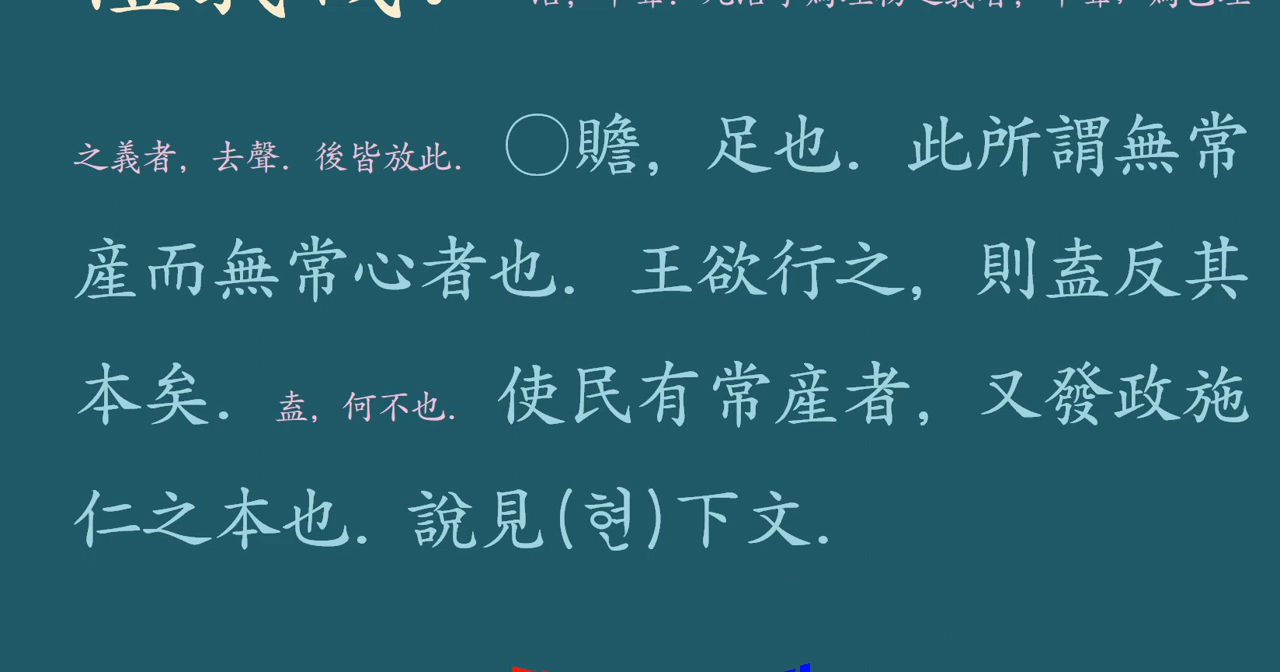 之義者, 去聲. 後皆放此. ○贍, 足也. 此所謂無常
産而無常心者也. 王欲行之, 則盍反其
本矣. 盍, 何不也. 使民有常産者, 又發政施
仁之本也. 說見(현)下文.